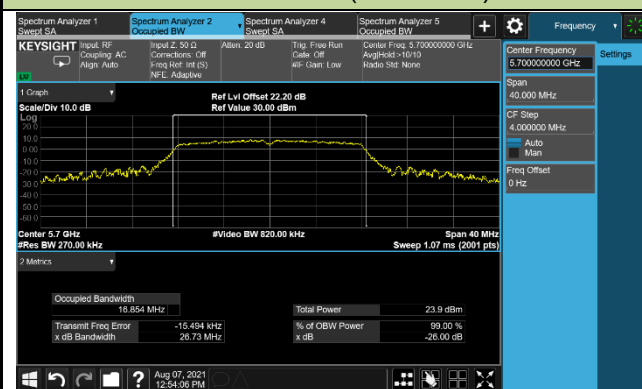 Spectrum Analyzer 1
Swept SA
Spectrum Analyzer 2
Occupied BW
Spectrum Analyzer 4
Swept SA
Spectrum Analyzer 5
Occupied BW
+
Frequency
KEYSIGHT
Input: RF
Coupling: AC
Align: Auto
Input Z: 50 Ω
Corrections: Off
Freq Ref: Int (S)
NFE: Adaptive
Atten: 20 dB
Trig: Free Run
Gate: Off
#IF Gain: Low
Center Freq: 5.700000000 GHz
Avg|Hold:>10/10
Radio Std: None
Center Frequency
5.700000000 GHz
Settings
Span
40.000 MHz
CF Step
4.000000 MHz
Auto
Man
Freq Offset
0 Hz
1 Graph
Ref Lvl Offset 22.20 dB
Scale/Div 10.0 dB
Ref Value 30.00 dBm
Log
20.0
10.0
0.00
-10.0
-20.0
-30.0
-40.0
-50.0
-60.0
Center 5.7 GHz
#Video BW 820.00 kHz
Span 40 MHz
#Res BW 270.00 kHz
Sweep 1.07 ms (2001 pts)
2 Metrics
Occupied Bandwidth
16.854 MHz
Total Power 23.9 dBm
Transmit Freq Error -15.494 kHz
% of OBW Power 99.00 %
x dB Bandwidth 26.73 MHz
x dB -26.00 dB
?
Aug 07, 2021
12:54:06 PM